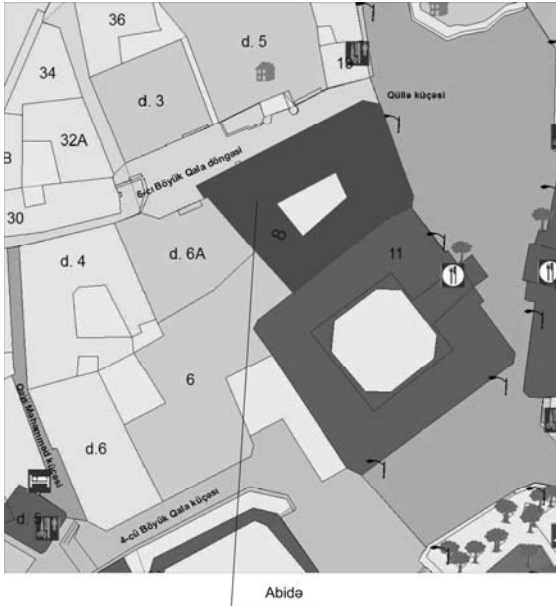 36
d. 5
34
18
d. 3
Qüllə küçəsi
32A
B
6-cı Böyük Qala döngəsi
30
8
d. 6A
11
d. 4
6
Qazi Məhəmməd küçəsi
d.6
d. 5
4-cü Böyük Qala küçəsi
Abidə